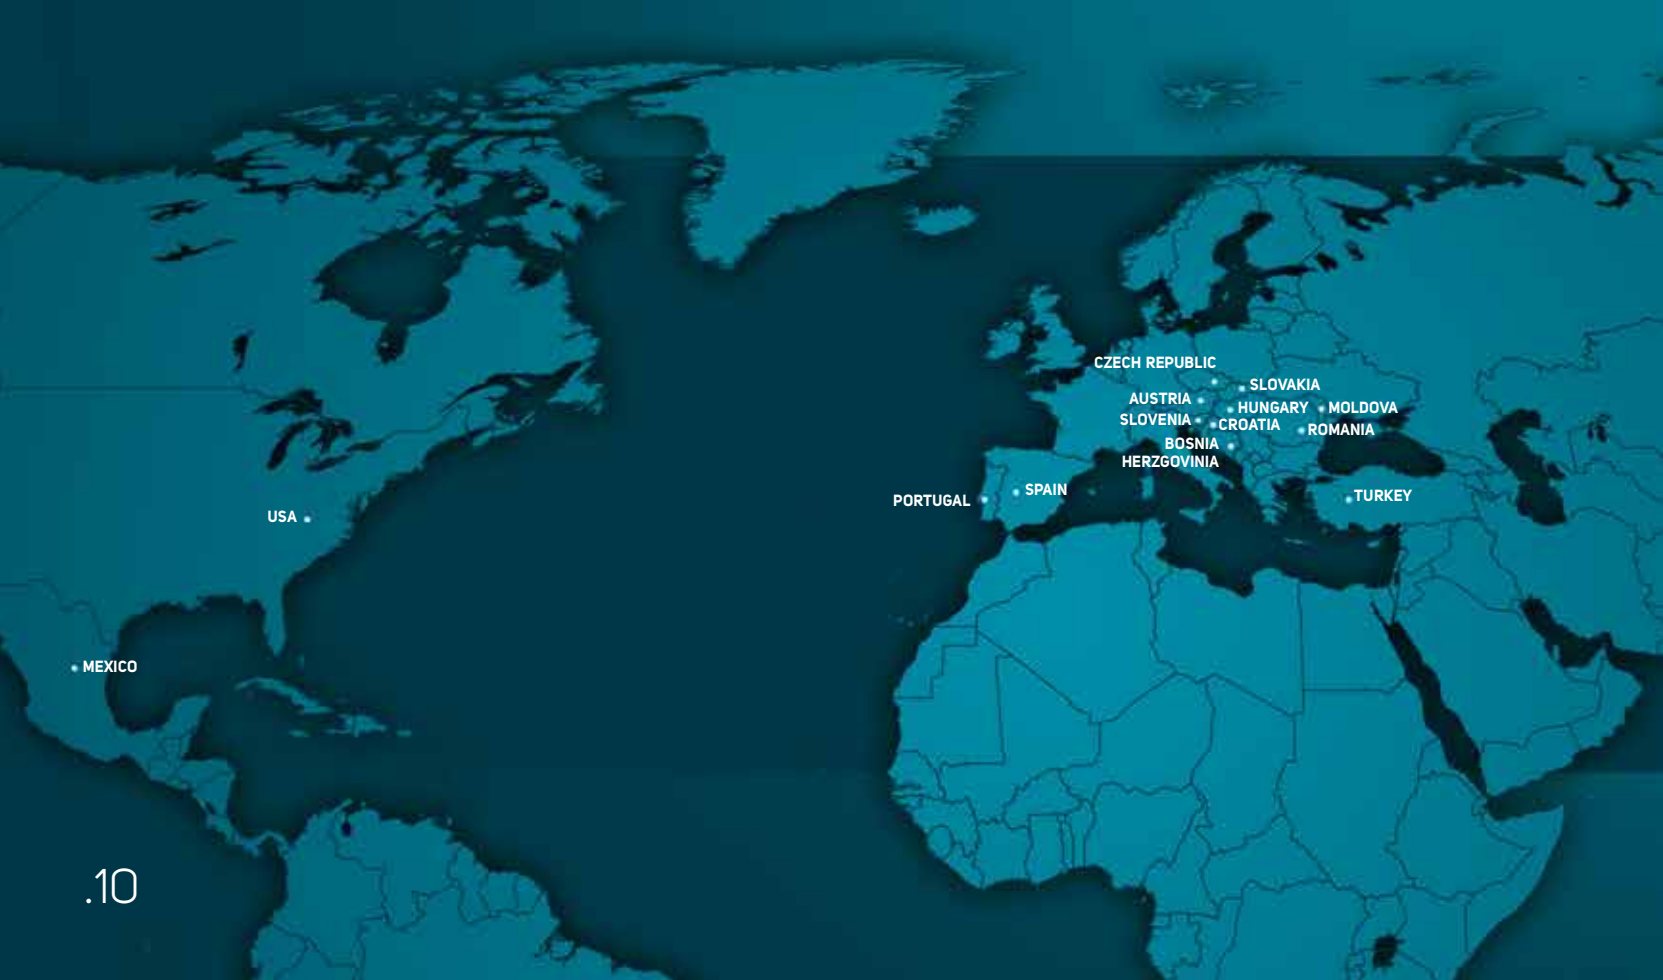 CZECH REPUBLIC
SLOVAKIA
AUSTRIA
HUNGARY
MOLDOVA
SLOVENIA
CROATIA
ROMANIA
BOSNIA
HERZGOVINIA
SPAIN
PORTUGAL
TURKEY
USA
MEXICO
.10